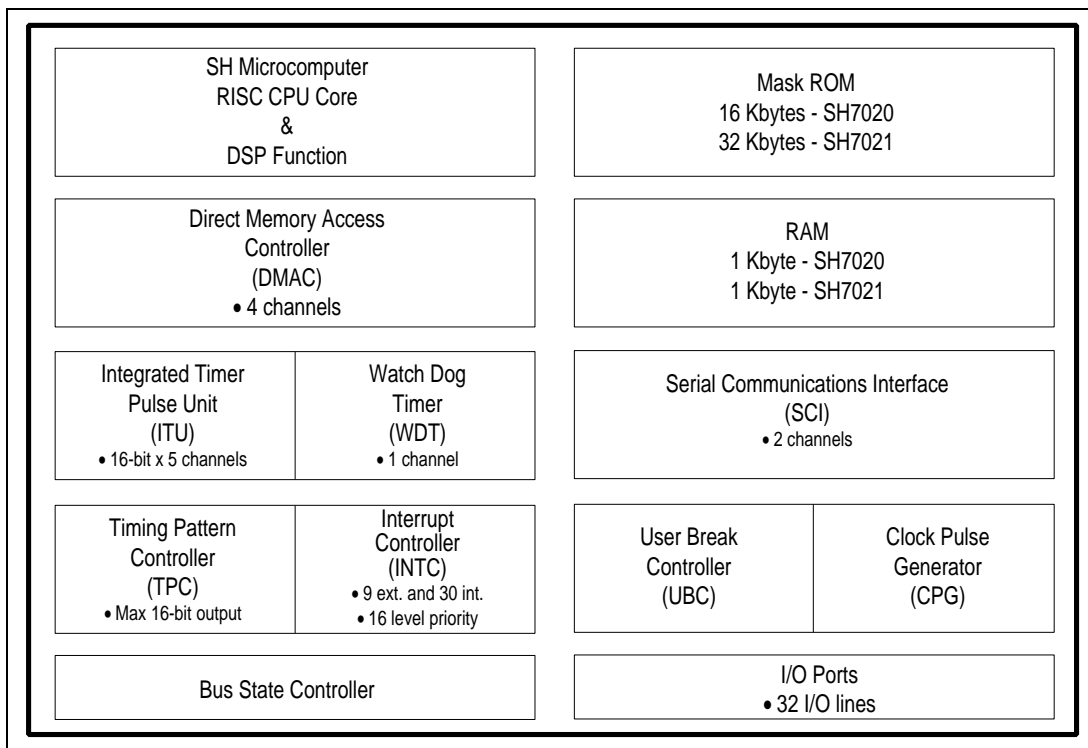 SH Microcomputer
RISC CPU Core
&
DSP Function
Mask ROM
16 Kbytes - SH7020
32 Kbytes - SH7021
Direct Memory Access
Controller
(DMAC)
• 4 channels
RAM
1 Kbyte - SH7020
1 Kbyte - SH7021
Integrated Timer
Pulse Unit
(ITU)
• 16-bit x 5 channels
Watch Dog
Timer
(WDT)
• 1 channel
Serial Communications Interface
(SCI)
• 2 channels
Timing Pattern
Controller
(TPC)
• Max 16-bit output
Interrupt
Controller
(INTC)
• 9 ext. and 30 int.
• 16 level priority
User Break
Controller
(UBC)
Clock Pulse
Generator
(CPG)
Bus State Controller
I/O Ports
• 32 I/O lines